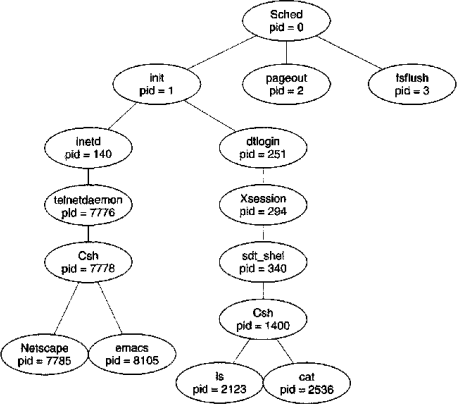 Sched
pid = 0
init
pid = 1
pageout
pid = 2
fsflush
pid = 3
inetd
pid = 140
dtlogin
pid = 251
telnetdaemon
pid = 7776
Xsession
pid = 294
Csh
pid = 7778
sdt_shel
pid = 340
Csh
pid = 1400
Netscape
pid = 7785
emacs
pid = 8105
ls
pid = 2123
cat
pid = 2536